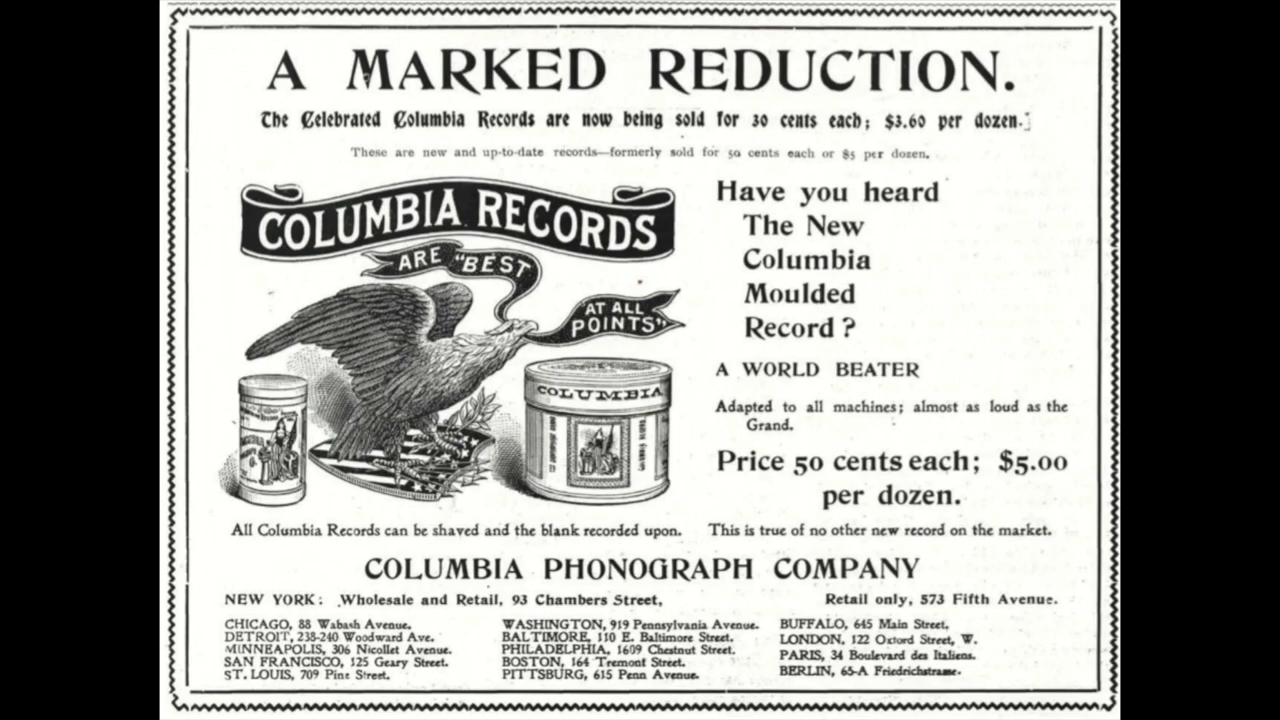 A MARKED REDUCTION.
The Celebrated Columbia Records are now being sold for 30 cents each; $3.60 per dozen.
These are new and up-to-date records—formerly sold for 50 cents each or $5 per dozen.
COLUMBIA RECORDS
ARE "BEST
AT ALL
POINTS"
COLUMBIA
Have you heard
The New
Columbia
Moulded
Record?
A WORLD BEATER
Adapted to all machines; almost as loud as the
Grand.
Price 50 cents each; $5.00
per dozen.
All Columbia Records can be shaved and the blank recorded upon. This is true of no other new record on the market.
COLUMBIA PHONOGRAPH COMPANY
NEW YORK: Wholesale and Retail, 93 Chambers Street, Retail only, 573 Fifth Avenue.
CHICAGO, 88 Wabash Avenue.
DETROIT, 238-240 Woodward Ave.
MINNEAPOLIS, 306 Nicollet Avenue.
SAN FRANCISCO, 125 Geary Street.
ST. LOUIS, 709 Pine Street.
WASHINGTON, 919 Pennsylvania Avenue.
BALTIMORE, 110 E. Baltimore Street.
PHILADELPHIA, 1609 Chestnut Street.
BOSTON, 164 Tremont Street.
PITTSBURG, 615 Penn Avenue.
BUFFALO, 645 Main Street.
LONDON, 122 Oxford Street, W.
PARIS, 34 Boulevard des Italiens.
BERLIN, 65-A Friedrichstrasse.